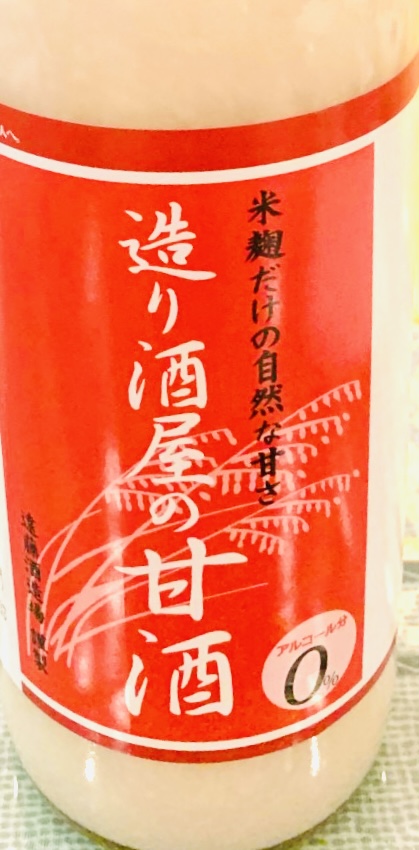 米麹だけの自然な甘さ
造り酒屋の甘酒
遠藤酒造場 謹製
アルコール分
0%